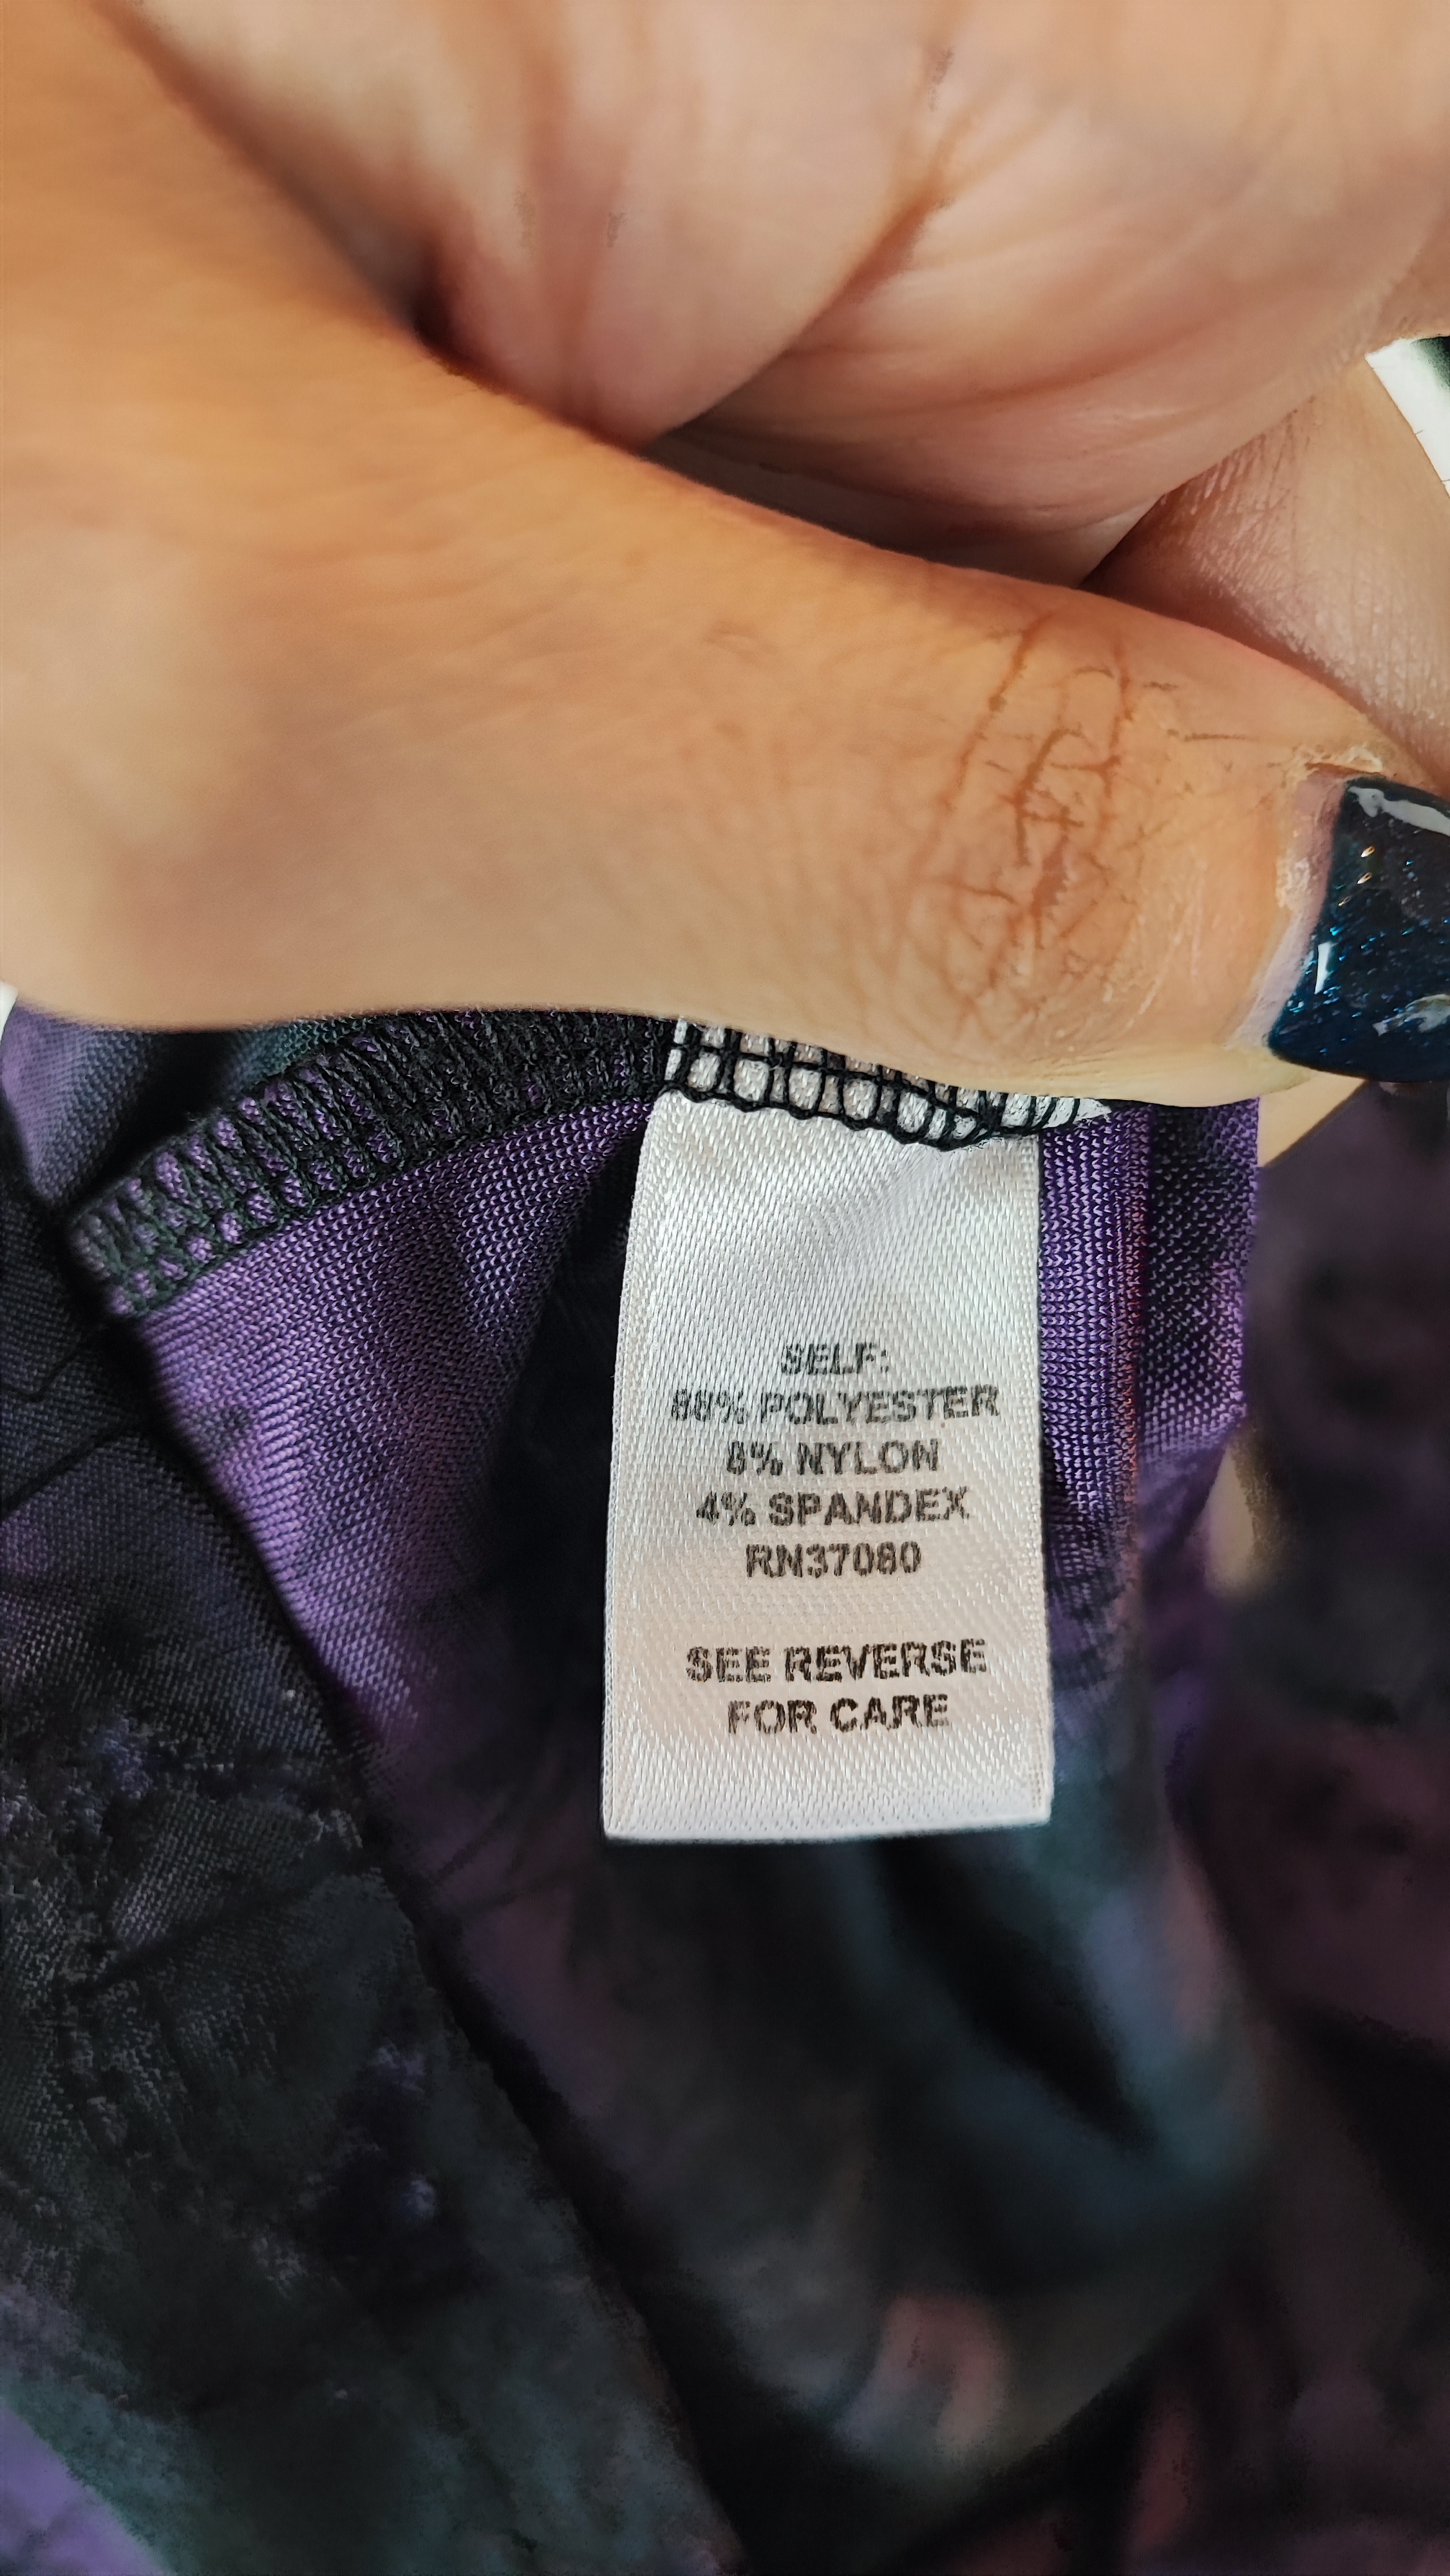 SELF:
88% POLYESTER
8% NYLON
4% SPANDEX
RN37080
SEE REVERSE
FOR CARE